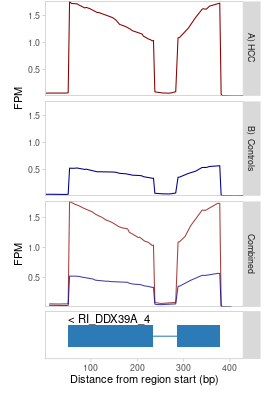 1.5
1.0
0.5
FPM
A) HCC
1.5
1.0
0.5
B) Controls
1.5
1.0
0.5
FPM
Combined
< RI_DDX39A_4
100 200 300 400
Distance from region start (bp)